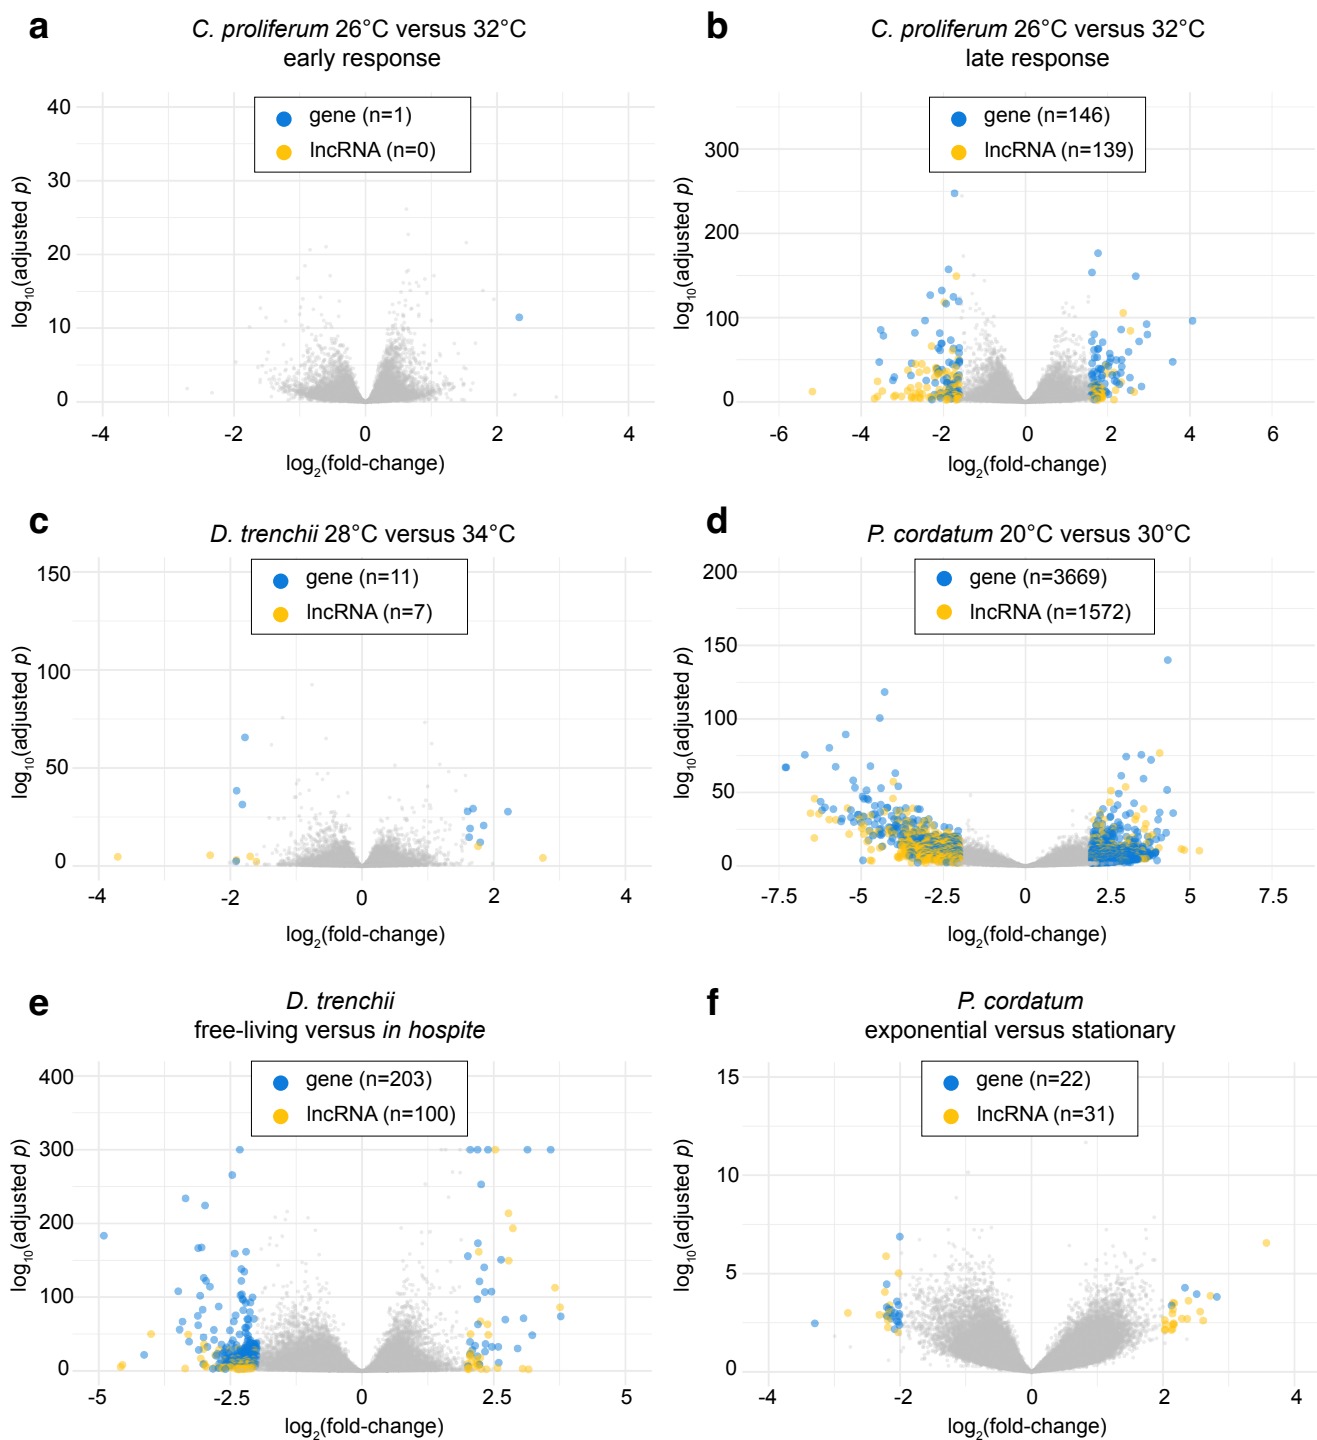 a
C. proliferum 26°C versus 32°C
early response
gene (n=1)
lncRNA (n=0)
40
30
20
10
0
log10(adjusted p)
-4 -2 0 2 4
log2(fold-change)
b
C. proliferum 26°C versus 32°C
late response
gene (n=146)
lncRNA (n=139)
300
200
100
0
log10(adjusted p)
-6 -4 -2 0 2 4 6
log2(fold-change)
c
D. trenchii 28°C versus 34°C
gene (n=11)
lncRNA (n=7)
150
100
50
0
log10(adjusted p)
-4 -2 0 2 4
log2(fold-change)
d
P. cordatum 20°C versus 30°C
gene (n=3669)
lncRNA (n=1572)
200
150
100
50
0
log10(adjusted p)
-7.5 -5 -2.5 0 2.5 5 7.5
log2(fold-change)
e
D. trenchii
free-living versus in hospite
gene (n=203)
lncRNA (n=100)
400
300
200
100
0
log10(adjusted p)
-5 -2.5 0 2.5 5
log2(fold-change)
f
P. cordatum
exponential versus stationary
gene (n=22)
lncRNA (n=31)
15
10
5
0
log10(adjusted p)
-4 -2 0 2 4
log2(fold-change)